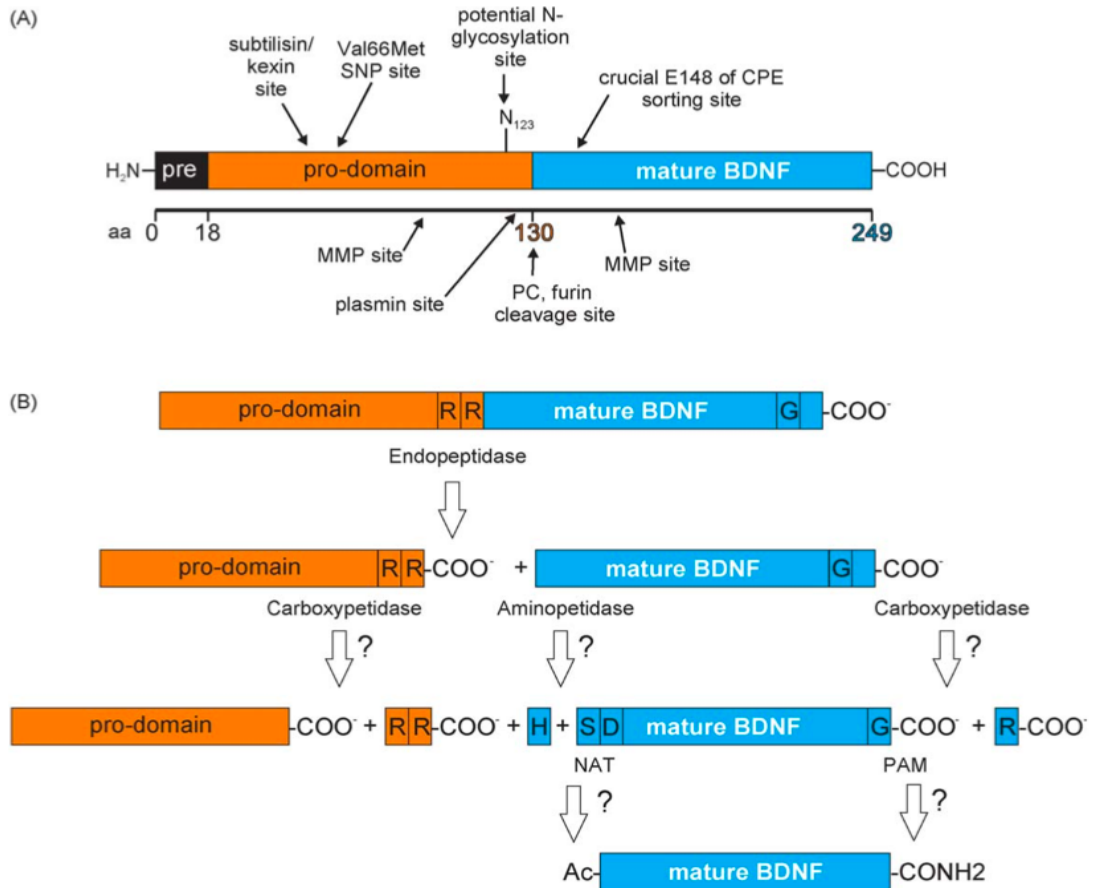 (A)
subtilisin/
kexin
site
Val66Met
SNP site
potential N-
glycosylation
site
crucial E148 of CPE
sorting site
N₁₂₃
H₂N
pre
pro-domain
mature BDNF
COOH
aa 0 18 130 249
MMP site
plasmin site
PC, furin
cleavage site
MMP site
(B)
pro-domain R R mature BDNF G -COO⁻
Endopeptidase
pro-domain R R -COO⁻ + mature BDNF G -COO⁻
Carboxypetidase Aminopetidase Carboxypetidase
? ? ?
pro-domain -COO⁻ + R R -COO⁻ + H + S D mature BDNF G -COO⁻ + R -COO⁻
NAT PAM
? ?
Ac- mature BDNF -CONH2